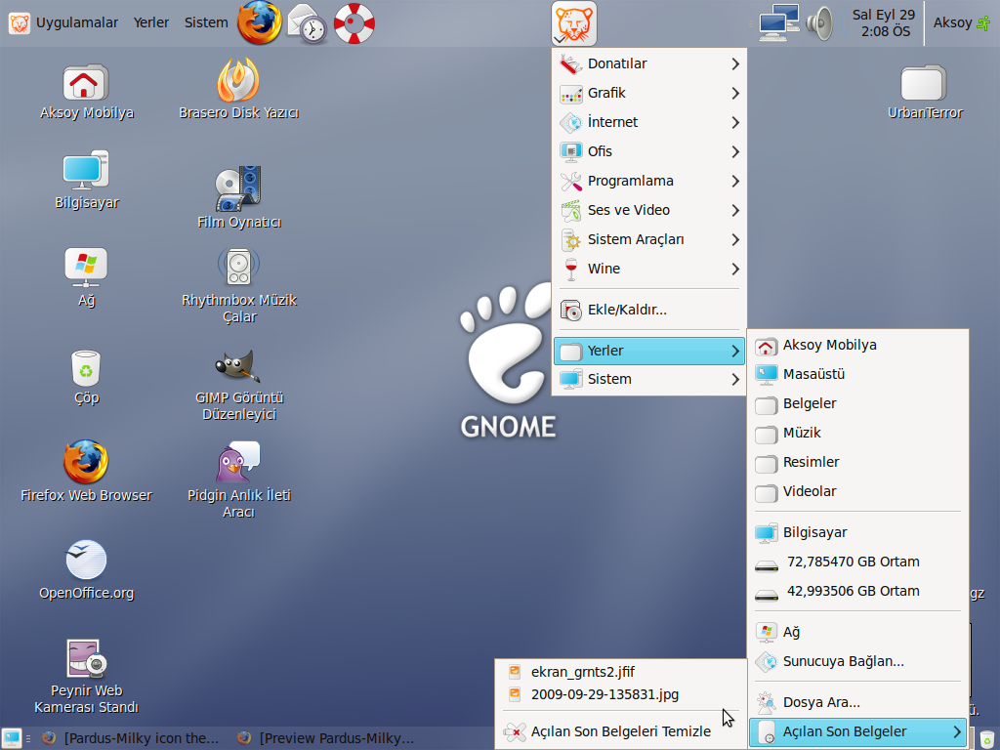 Uygulamalar Yerler Sistem
Sal Eyl 29
2:08 ÖS
Aksoy
Aksoy Mobilya
Brasero Disk Yazıcı
UrbanTerror
Bilgisayar
Film Oynatıcı
Ağ
Rhythmbox Müzik
Çalar
Çöp
GIMP Görüntü
Düzenleyici
Firefox Web Browser
Pidgin Anlık İleti
Aracı
OpenOffice.org
Peynir Web
Kamerası Standı
GNOME
Donatılar
Grafik
İnternet
Ofis
Programlama
Ses ve Video
Sistem Araçları
Wine
Ekle/Kaldır...
Yerler
Sistem
Aksoy Mobilya
Masaüstü
Belgeler
Müzik
Resimler
Videolar
Bilgisayar
72,785470 GB Ortam
42,993506 GB Ortam
Ağ
Sunucuya Bağlan...
Dosya Ara...
Açılan Son Belgeler
ekran_grnts2.jfif
2009-09-29-135831.jpg
Açılan Son Belgeleri Temizle
gz
ü.
[Pardus-Milky icon the...
[Preview Pardus-Milky...